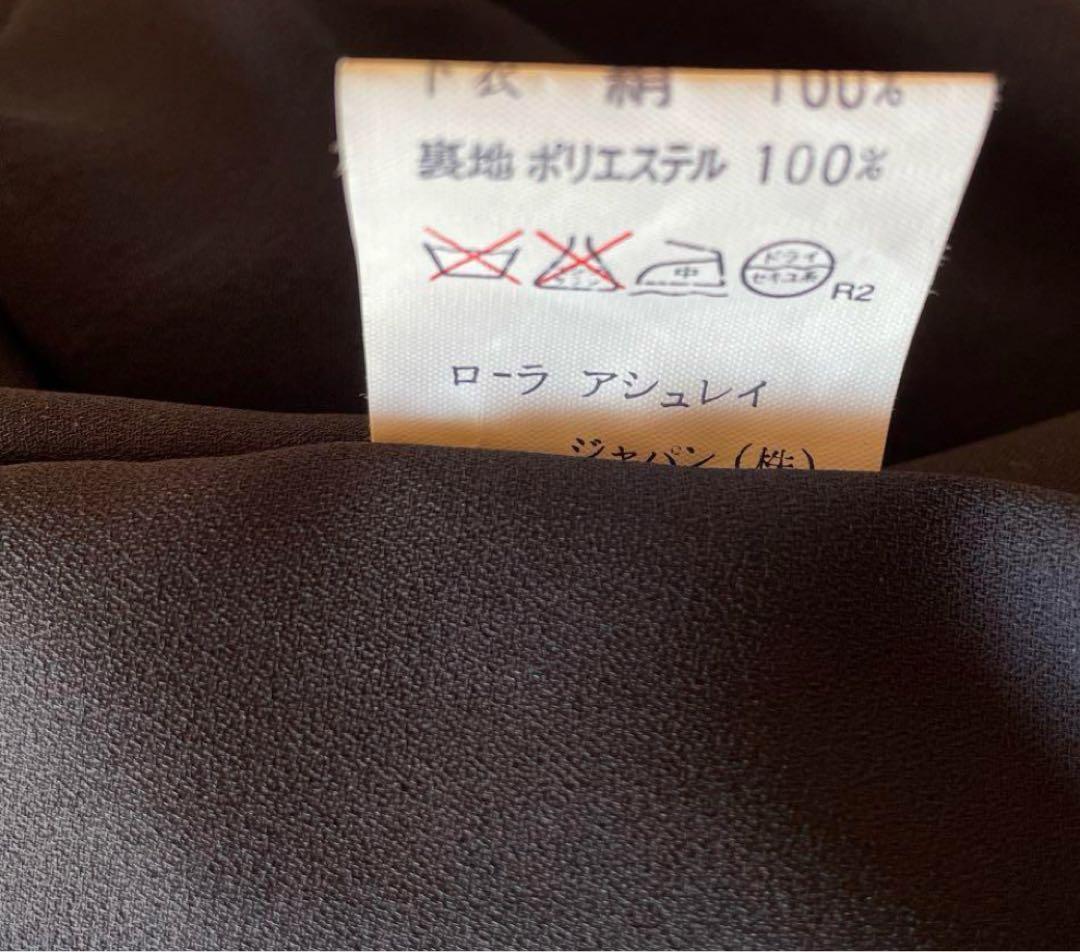 下衣 絹 100%
裏地 ポリエステル 100%
中 ドライ セキユ系 R2
ローラ アシュレイ
ジャパン(株)